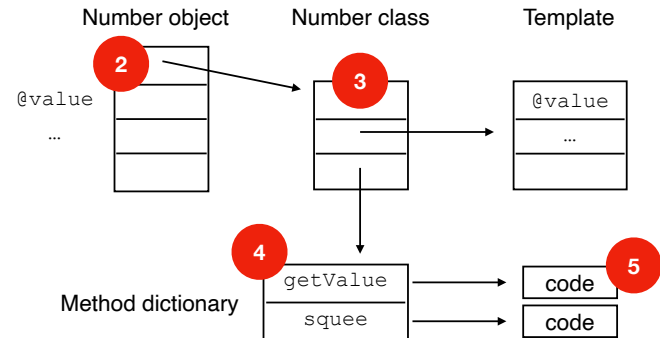 Number object Number class Template
2 3
@value @value
… …
4 5
getValue code
Method dictionary
squee code